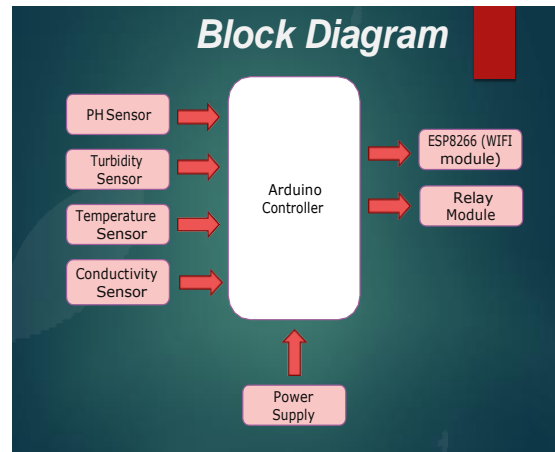 Block Diagram
PH Sensor
Turbidity
Sensor
Temperature
Sensor
Conductivity
Sensor
Arduino
Controller
ESP8266 (WIFI
module)
Relay
Module
Power
Supply